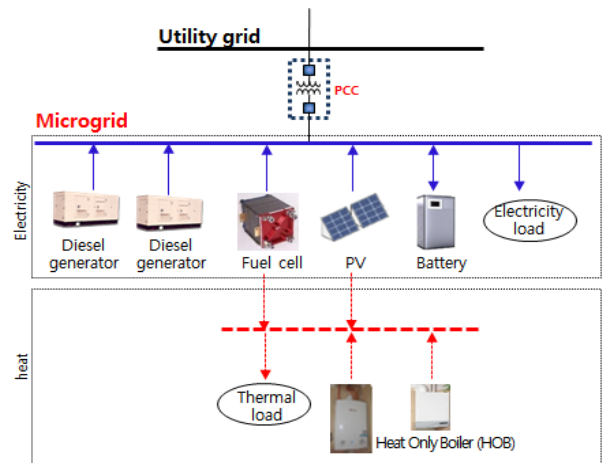 Utility grid
PCC
Microgrid
Electricity
Diesel
generator
Diesel
generator
Fuel cell
PV
Battery
Electricity
load
heat
Thermal
load
Heat Only Boiler (HOB)